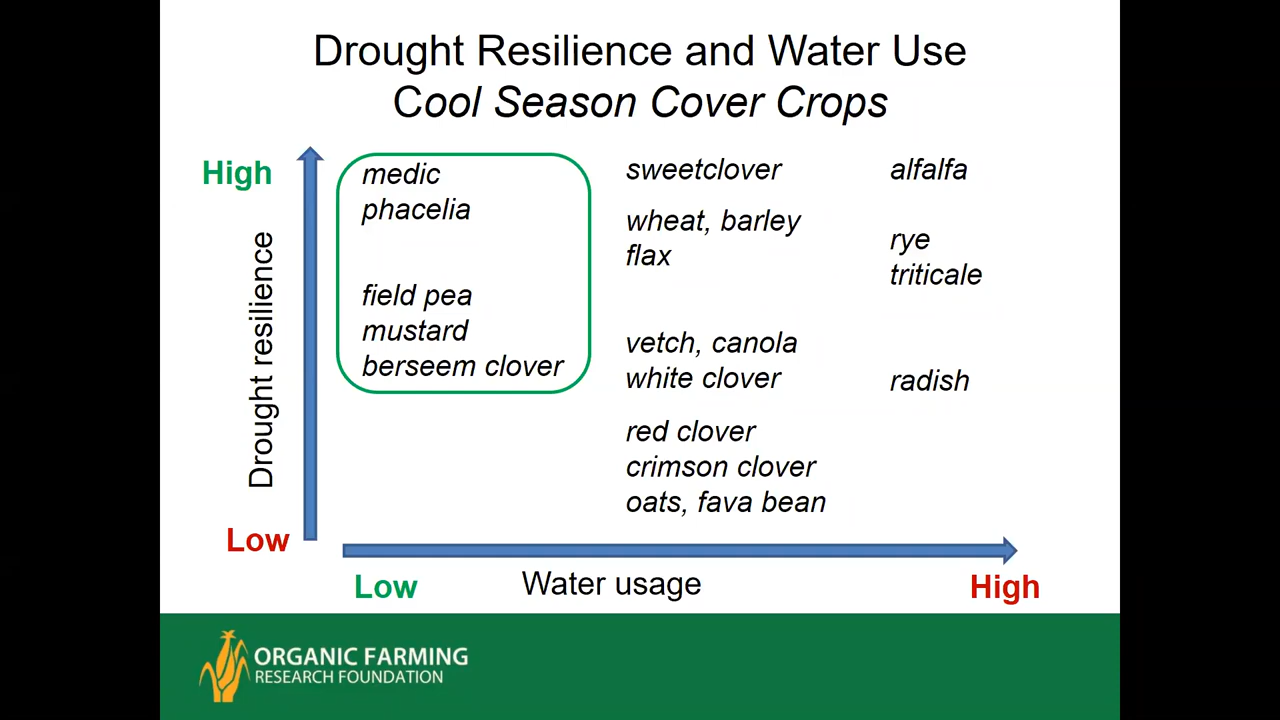 Drought Resilience and Water Use
Cool Season Cover Crops
High
Drought resilience
Low
medic
phacelia
field pea
mustard
berseem clover
sweetclover
wheat, barley
flax
vetch, canola
white clover
red clover
crimson clover
oats, fava bean
alfalfa
rye
triticale
radish
Low
Water usage
High
ORGANIC FARMING
RESEARCH FOUNDATION